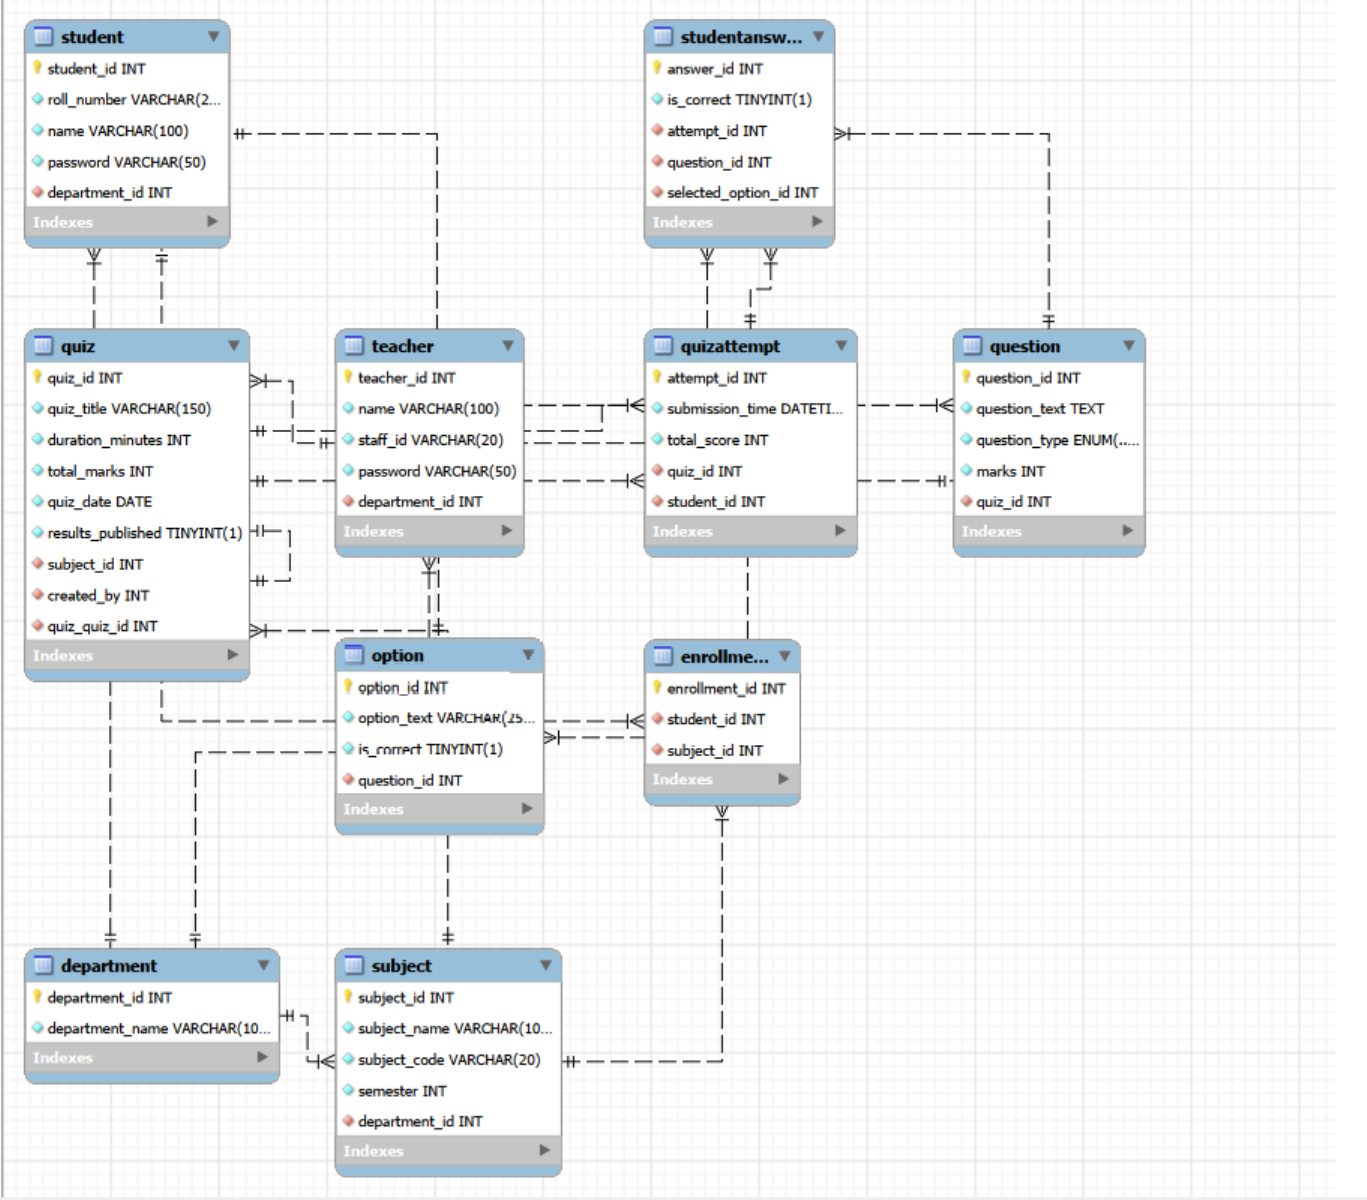 student
student_id INT
roll_number VARCHAR(2...
name VARCHAR(100)
password VARCHAR(50)
department_id INT
Indexes
studentansw...
answer_id INT
is_correct TINYINT(1)
attempt_id INT
question_id INT
selected_option_id INT
Indexes
quiz
quiz_id INT
quiz_title VARCHAR(150)
duration_minutes INT
total_marks INT
quiz_date DATE
results_published TINYINT(1)
subject_id INT
created_by INT
quiz_quiz_id INT
Indexes
teacher
teacher_id INT
name VARCHAR(100)
staff_id VARCHAR(20)
password VARCHAR(50)
department_id INT
Indexes
quizattempt
attempt_id INT
submission_time DATETI...
total_score INT
quiz_id INT
student_id INT
Indexes
question
question_id INT
question_text TEXT
question_type ENUM(.....
marks INT
quiz_id INT
Indexes
option
option_id INT
option_text VARCHAR(25...
is_correct TINYINT(1)
question_id INT
Indexes
enrollme...
enrollment_id INT
student_id INT
subject_id INT
Indexes
department
department_id INT
department_name VARCHAR(10...
Indexes
subject
subject_id INT
subject_name VARCHAR(10...
subject_code VARCHAR(20)
semester INT
department_id INT
Indexes